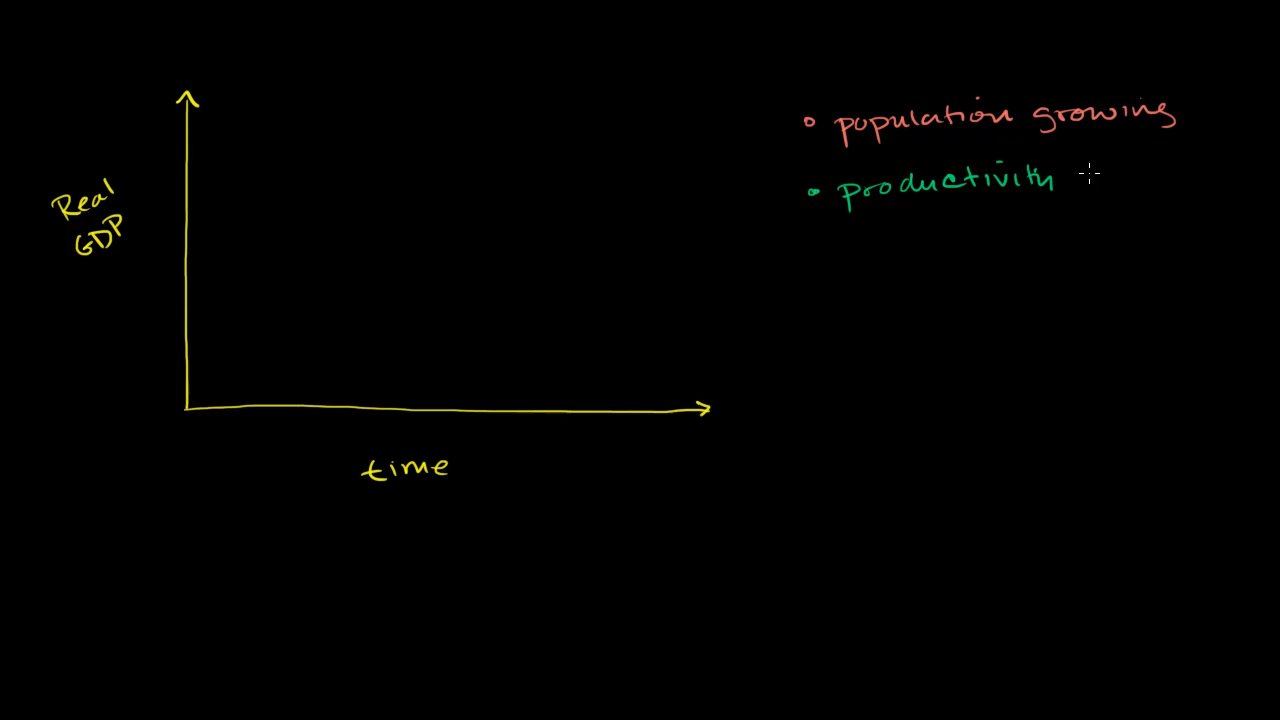 Real
GDP
time
• population growing
• productivity